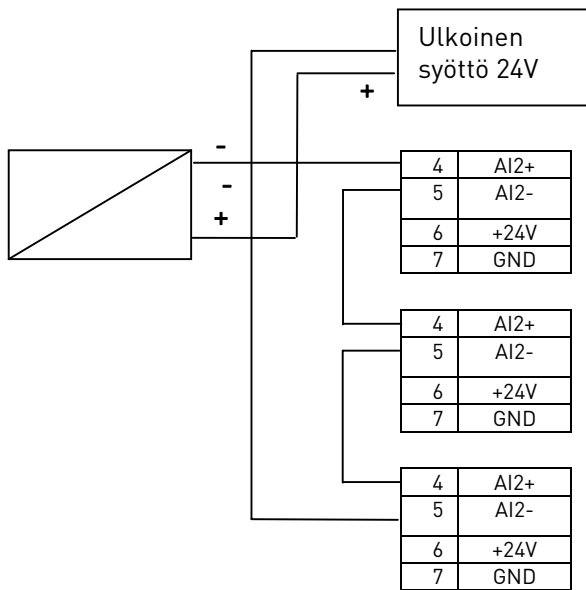 Ulkoinen
syöttö 24V
+
-
-
+
4 AI2+
5 AI2-
6 +24V
7 GND
4 AI2+
5 AI2-
6 +24V
7 GND
4 AI2+
5 AI2-
6 +24V
7 GND